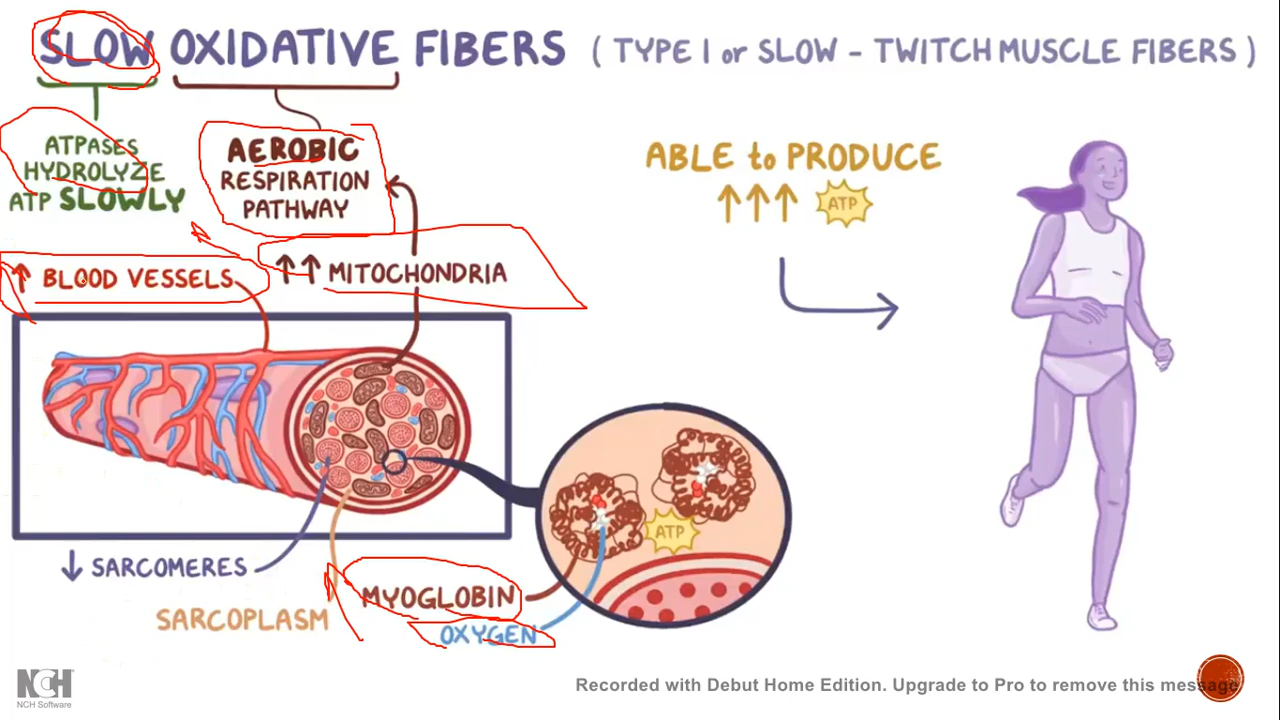 SLOW OXIDATIVE FIBERS (TYPE I or SLOW - TWITCH MUSCLE FIBERS)
ATPASES
HYDROLYZE
ATP SLOWLY
AEROBIC
RESPIRATION
PATHWAY
ABLE to PRODUCE
↑↑↑ ATP
↑ BLOOD VESSELS
↑↑ MITOCHONDRIA
ATP
↓ SARCOMERES
SARCOPLASM
MYOGLOBIN
OXYGEN
NCH
NCH Software
Recorded with Debut Home Edition. Upgrade to Pro to remove this message